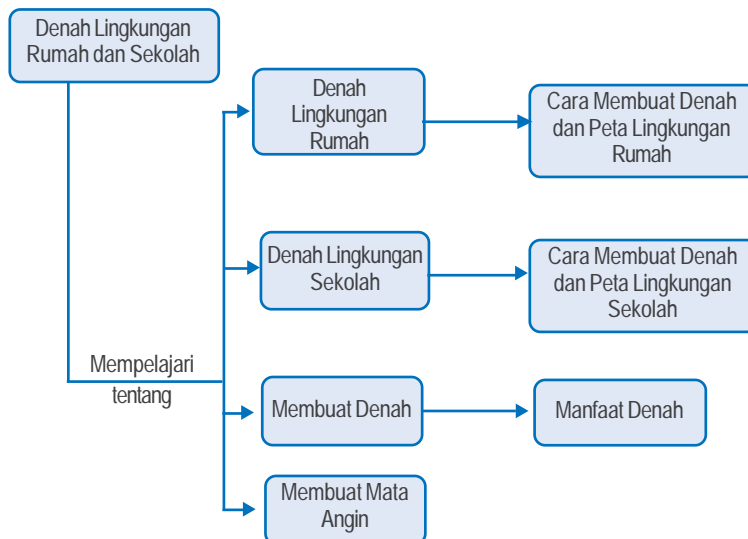 Denah Lingkungan
Rumah dan Sekolah
Denah
Lingkungan
Rumah
Cara Membuat Denah
dan Peta Lingkungan
Rumah
Denah Lingkungan
Sekolah
Cara Membuat Denah
dan Peta Lingkungan
Sekolah
Mempelajari
tentang
Membuat Denah
Manfaat Denah
Membuat Mata
Angin